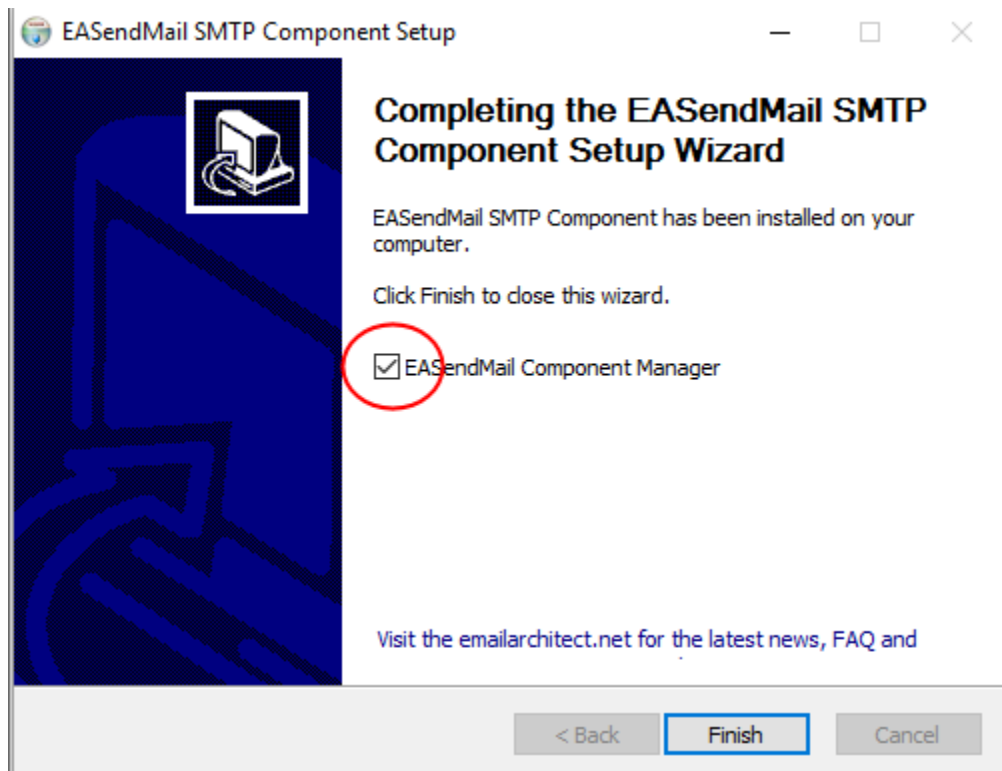 EASendMail SMTP Component Setup
Completing the EASendMail SMTP
Component Setup Wizard
EASendMail SMTP Component has been installed on your
computer.
Click Finish to close this wizard.
EASendMail Component Manager
Visit the emailarchitect.net for the latest news, FAQ and
< Back
Finish
Cancel